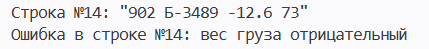 Строка №14: "902 Б-3489 -12.6 73"
Ошибка в строке №14: вес груза отрицательный